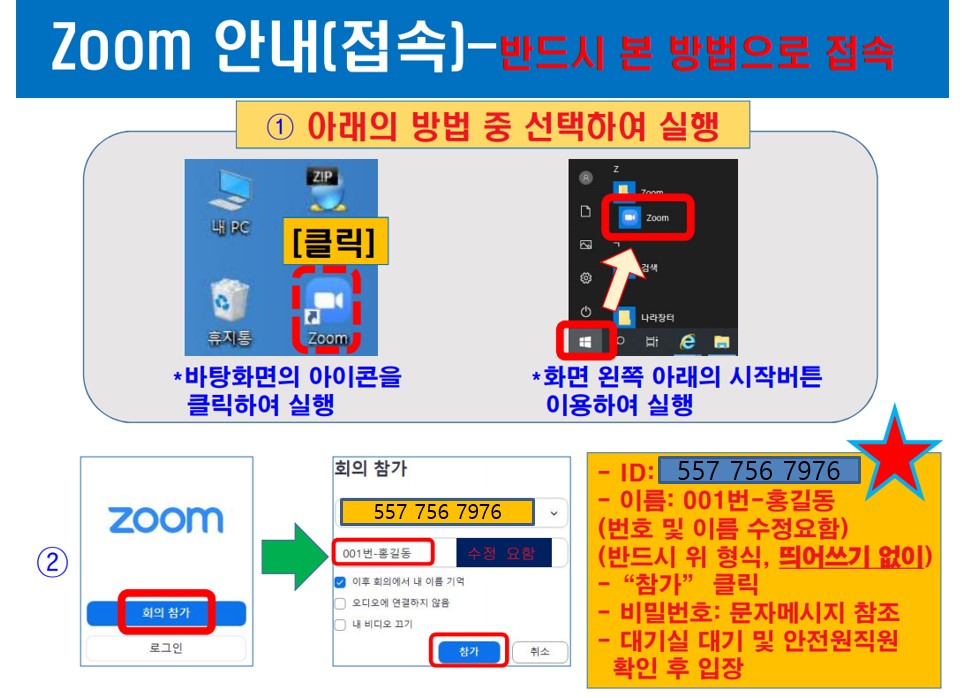 Zoom 안내(접속)-반드시 본 방법으로 접속
① 아래의 방법 중 선택하여 실행
내 PC
ZIP
[클릭]
휴지통
Zoom
Z
Zoom
Zoom
ㄱ
검색
나라장터
*바탕화면의 아이콘을
클릭하여 실행
*화면 왼쪽 아래의 시작버튼
이용하여 실행
②
zoom
회의 참가
로그인
회의 참가
557 756 7976
001번-홍길동
수정 요함
이후 회의에서 내 이름 기억
오디오에 연결하지 않음
내 비디오 끄기
참가
취소
- ID: 557 756 7976
- 이름: 001번-홍길동
(번호 및 이름 수정요함)
(반드시 위 형식, 띄어쓰기 없이)
- “참가” 클릭
- 비밀번호: 문자메시지 참조
- 대기실 대기 및 안전원직원
확인 후 입장